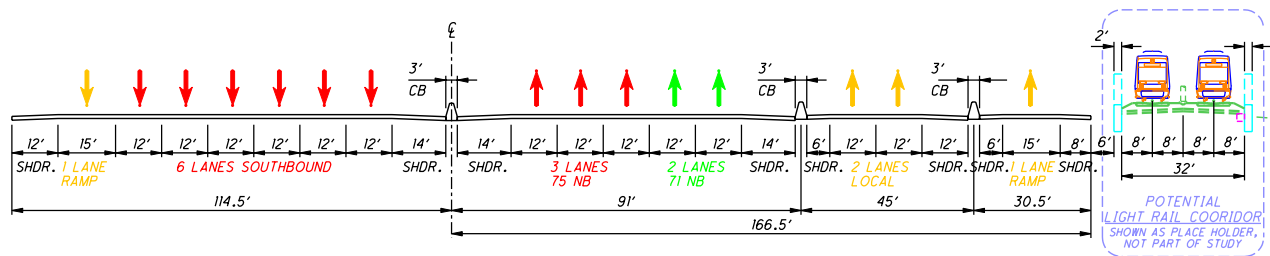 ℄
2'
3'
CB
3'
CB
3'
CB
12' 15' 12' 12' 12' 12' 12' 12' 14' 14' 12' 12' 12' 12' 12' 14' 6' 12' 12' 12' 6' 15' 8' 6' 8' 8' 8' 8'
SHDR. 1 LANE 6 LANES SOUTHBOUND SHDR. SHDR. 3 LANES 2 LANES SHDR. SHDR. 2 LANES SHDR. SHDR. 1 LANE SHDR. 32'
RAMP 75 NB 71 NB LOCAL RAMP
114.5' 91' 45' 30.5'
166.5'
POTENTIAL
LIGHT RAIL COORIDOR
SHOWN AS PLACE HOLDER,
NOT PART OF STUDY